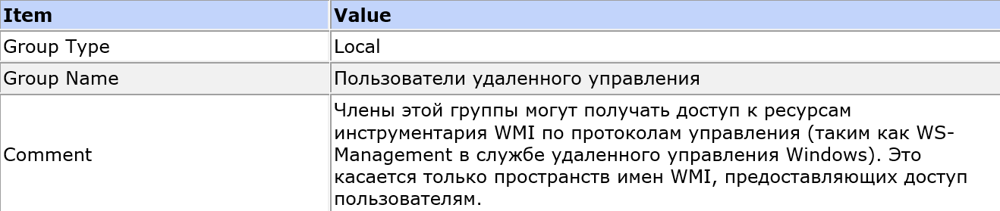 Item Value
Group Type Local
Group Name Пользователи удаленного управления
Члены этой группы могут получать доступ к ресурсам
инструментария WMI по протоколам управления (таким как WS-
Comment Management в службе удаленного управления Windows). Это
касается только пространств имен WMI, предоставляющих доступ
пользователям.